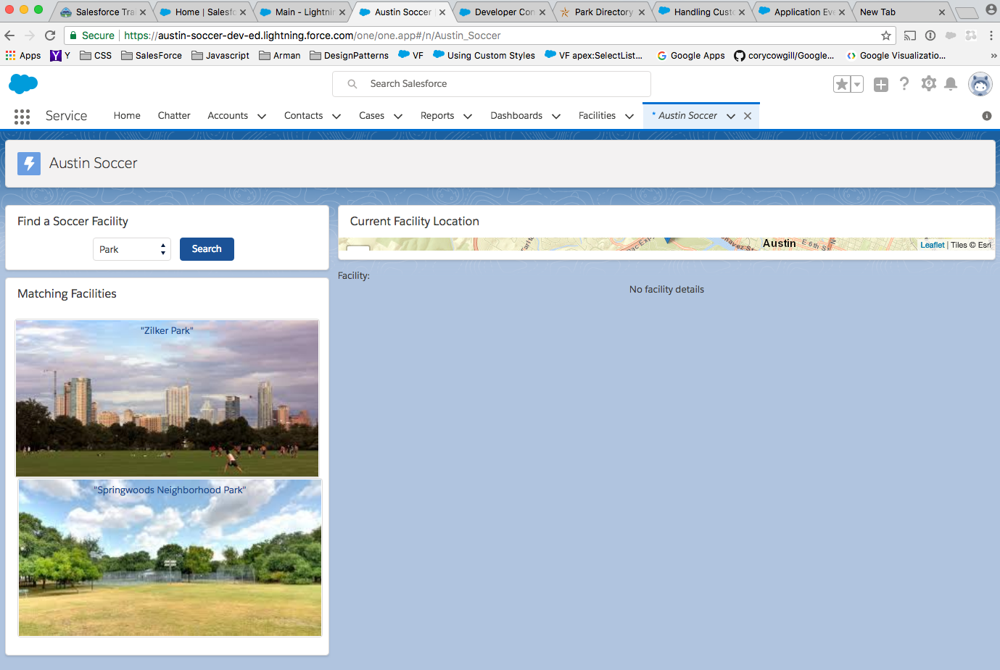 Salesforce Trai
Home | Salesfo
Main - Lightnin
Austin Soccer |
Developer Con
Park Directory
Handling Custo
Application Eve
New Tab
Secure
https://austin-soccer-dev-ed.lightning.force.com/one/one.app#/n/Austin_Soccer
Apps
Y Y
CSS
SalesForce
Javascript
Arman
DesignPatterns
VF
Using Custom Styles
VF apex:SelectList...
Google Apps
corycowgill/Google...
Google Visualizatio...
Search Salesforce
Service
Home
Chatter
Accounts
Contacts
Cases
Reports
Dashboards
Facilities
* Austin Soccer
Austin Soccer
Find a Soccer Facility
Park
Search
Current Facility Location
Austin
E 6th St
Leaflet | Tiles © Esri
Facility:
No facility details
Matching Facilities
"Zilker Park"
"Springwoods Neighborhood Park"